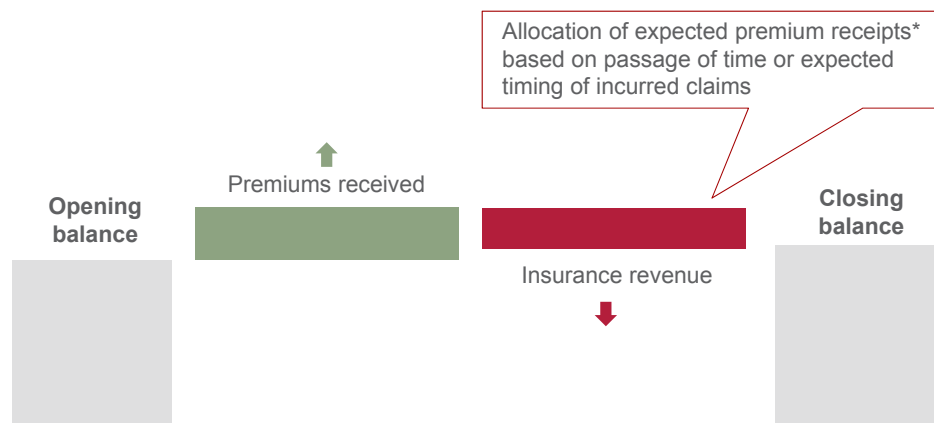 Allocation of expected premium receipts*
based on passage of time or expected
timing of incurred claims
Premiums received
Opening
balance
Closing
balance
Insurance revenue